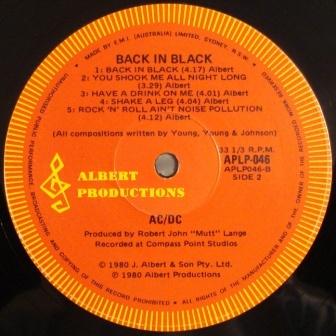 MADE BY E.M.I. (AUSTRALIA) LIMITED, SYDNEY, N.S.W.
BACK IN BLACK
1: BACK IN BLACK (4.17) Albert
2: YOU SHOOK ME ALL NIGHT LONG
(3.29) Albert
3: HAVE A DRINK ON ME (4.01) Albert
4: SHAKE A LEG (4.04) Albert
5: ROCK 'N' ROLL AIN'T NOISE POLLUTION
(4.12) Albert
(All compositions written by Young, Young & Johnson)
33 1/3 R.P.M.
APLP-046
APLP046-B
SIDE 2
ALBERT
PRODUCTIONS
AC/DC
Produced by Robert John "Mutt" Lange
Recorded at Compass Point Studios
© 1980 J. Albert & Son Pty. Ltd.
℗ 1980 Albert Productions
UNAUTHORISED PUBLIC PERFORMANCE, BROADCASTING AND COPYING OF THIS RECORD PROHIBITED • ALL RIGHTS OF THE MANUFACTURER AND OF THE OWNER OF THE RECORDED WORK RESERVED